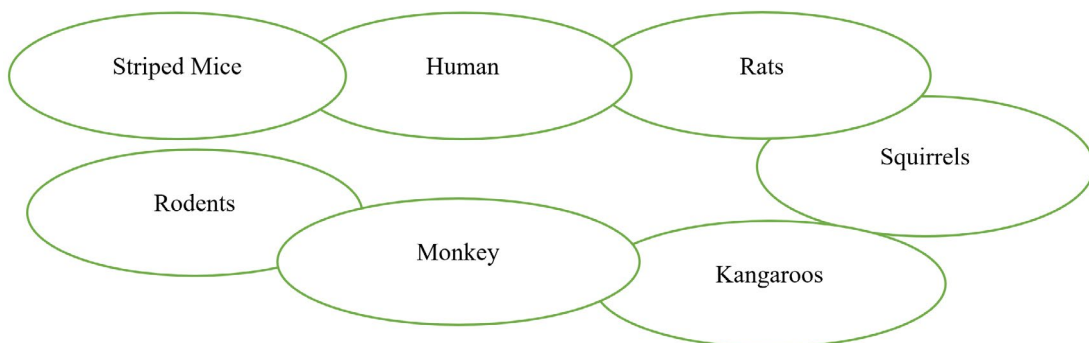 Striped Mice
Human
Rats
Squirrels
Rodents
Monkey
Kangaroos